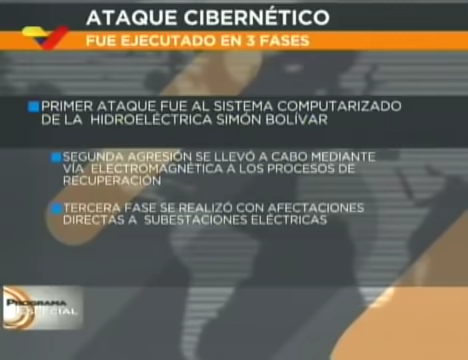 ATAQUE CIBERNÉTICO
FUE EJECUTADO EN 3 FASES
PRIMER ATAQUE FUE AL SISTEMA COMPUTARIZADO
DE LA HIDROELÉCTRICA SIMÓN BOLÍVAR
SEGUNDA AGRESIÓN SE LLEVÓ A CABO MEDIANTE
VÍA ELECTROMAGNÉTICA A LOS PROCESOS DE
RECUPERACIÓN
TERCERA FASE SE REALIZÓ CON AFECTACIONES
DIRECTAS A SUBESTACIONES ELÉCTRICAS
PROGRAMA
ESPECIAL